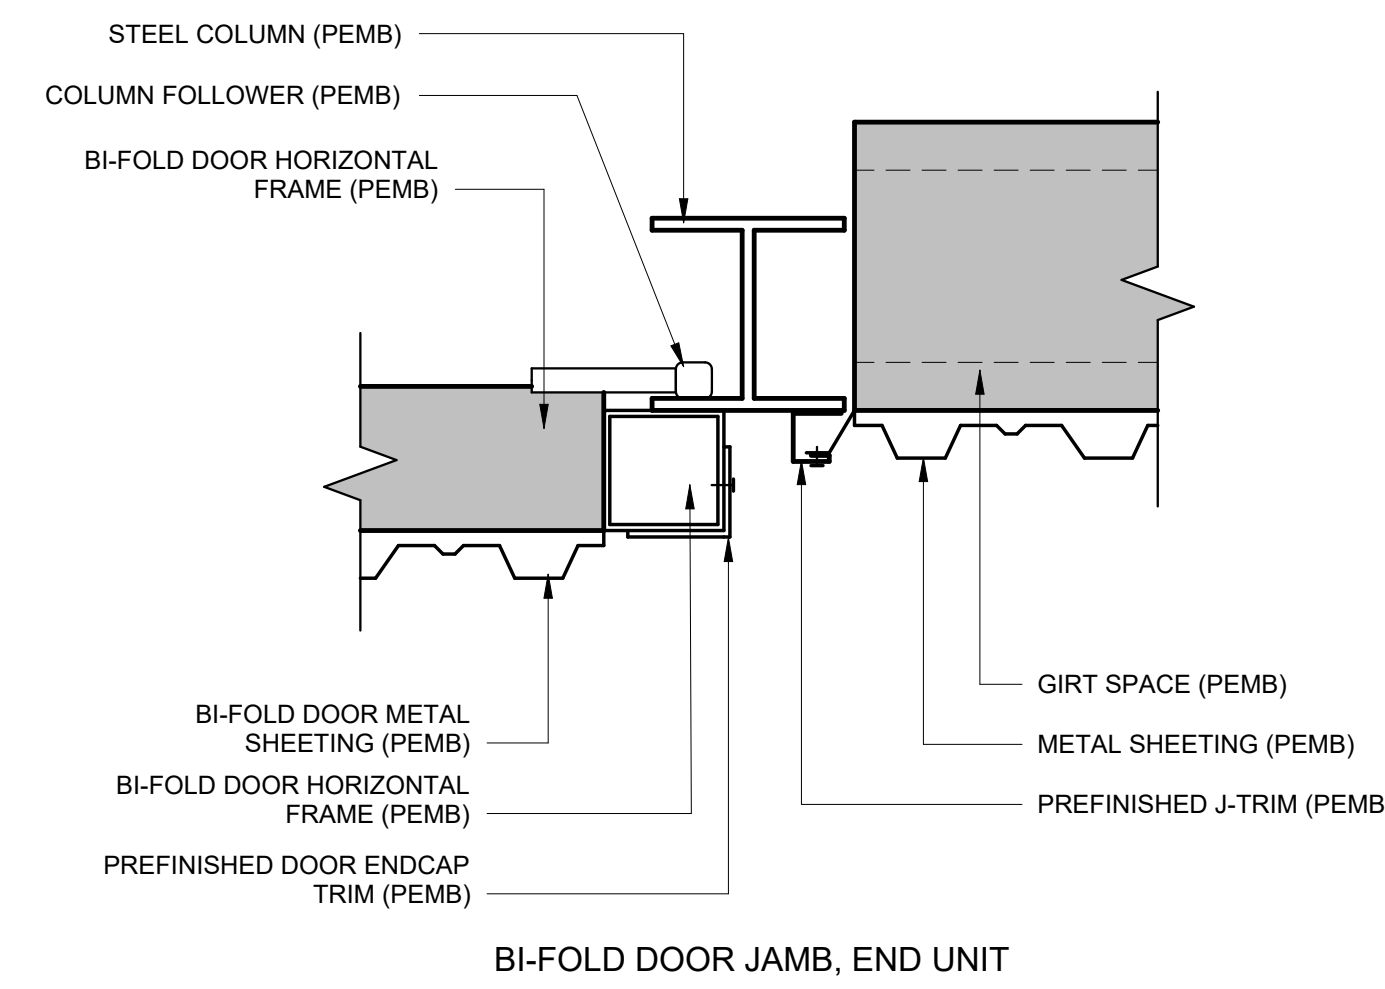 STEEL COLUMN (PEMB)
COLUMN FOLLOWER (PEMB)
BI-FOLD DOOR HORIZONTAL
FRAME (PEMB)
GIRT SPACE (PEMB)
BI-FOLD DOOR METAL
SHEETING (PEMB)
METAL SHEETING (PEMB)
BI-FOLD DOOR HORIZONTAL
FRAME (PEMB)
PREFINISHED J-TRIM (PEMB
PREFINISHED DOOR ENDCAP
TRIM (PEMB)
BI-FOLD DOOR JAMB, END UNIT